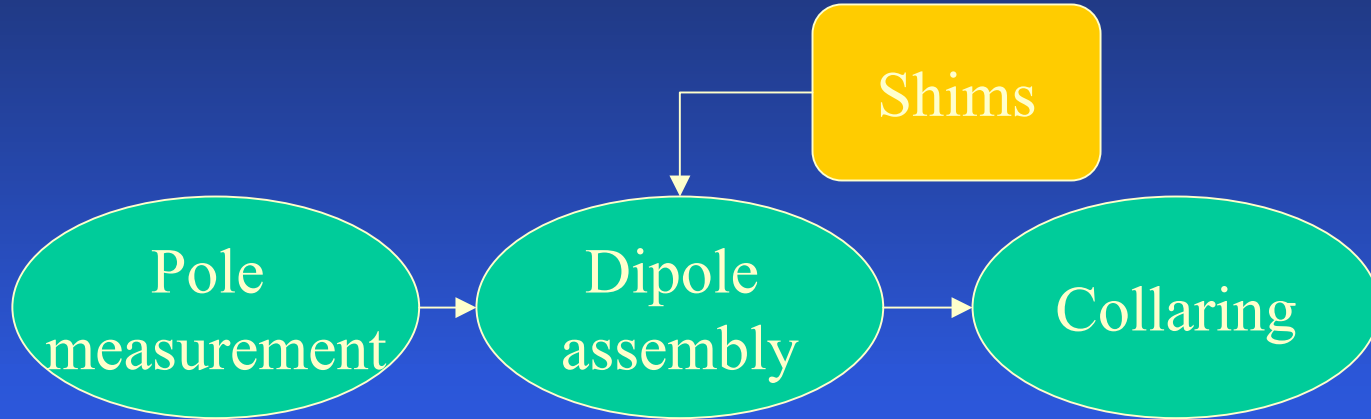 Shims
Pole
measurement
Dipole
assembly
Collaring